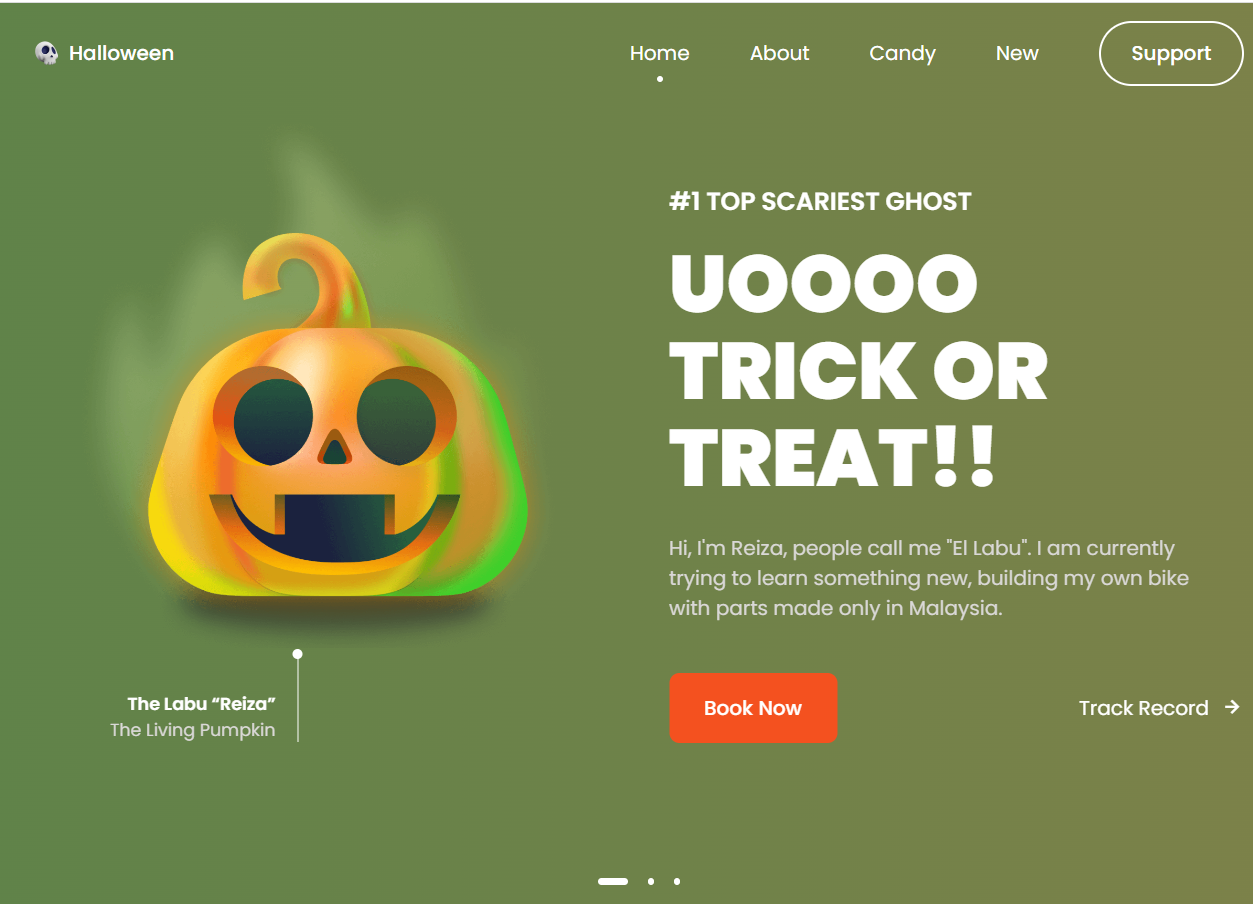 Halloween
Home
About
Candy
New
Support
#1 TOP SCARIEST GHOST
UOOOO
TRICK OR
TREAT!!
Hi, I'm Reiza, people call me "El Labu". I am currently
trying to learn something new, building my own bike
with parts made only in Malaysia.
Book Now
Track Record
The Labu “Reiza”
The Living Pumpkin